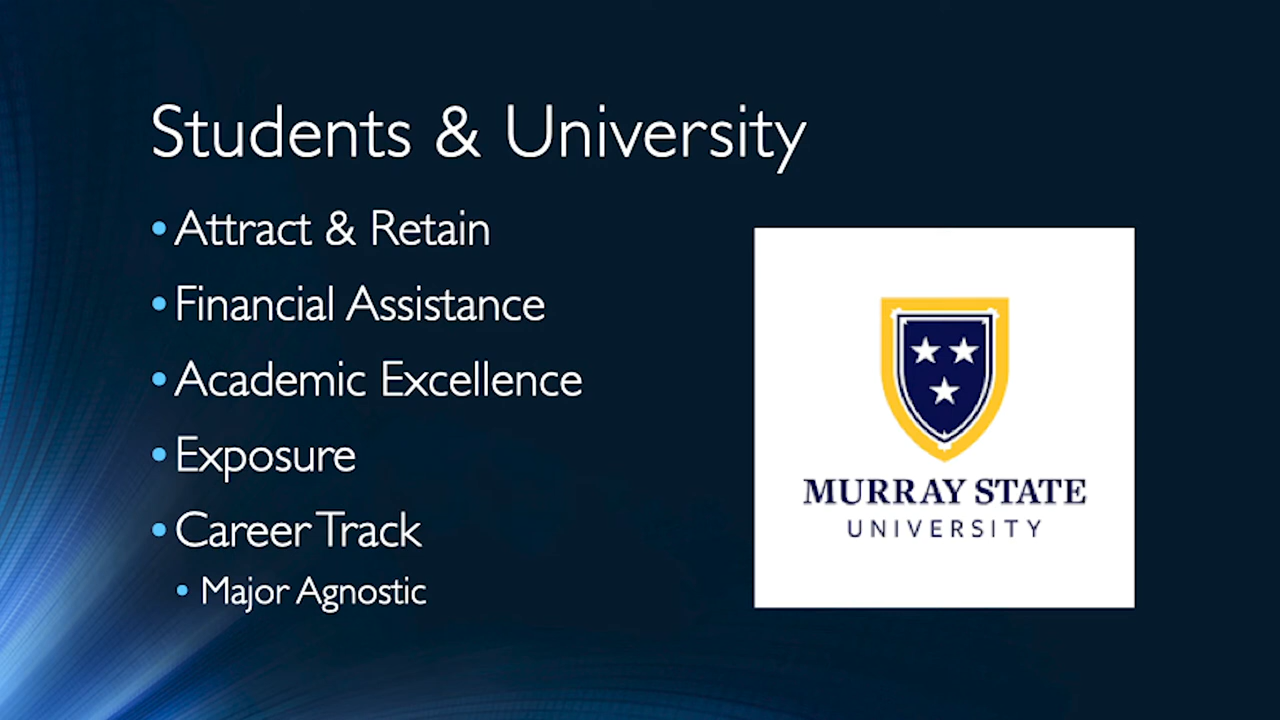 Students & University
• Attract & Retain
• Financial Assistance
• Academic Excellence
• Exposure
• Career Track
• Major Agnostic
MURRAY STATE
UNIVERSITY